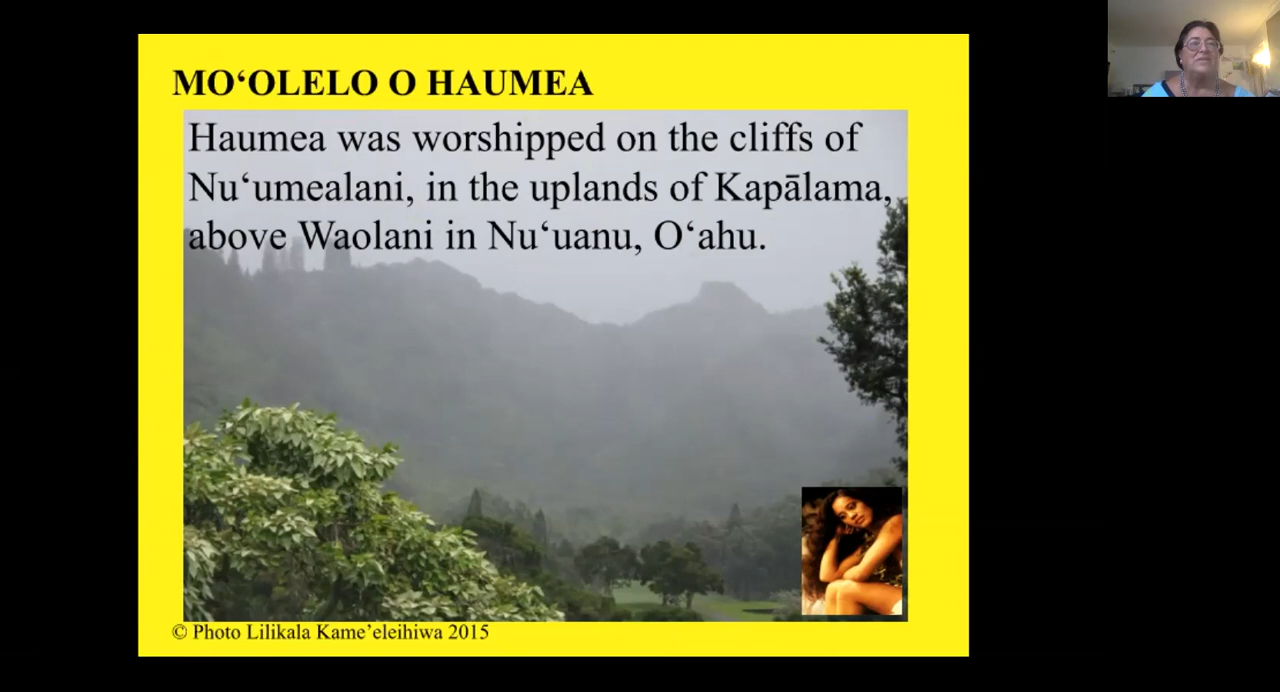 MOʻOLELO O HAUMEA
Haumea was worshipped on the cliffs of
Nuʻumealani, in the uplands of Kapālama,
above Waolani in Nuʻuanu, Oʻahu.
© Photo Lilikala Kame’eleihiwa 2015